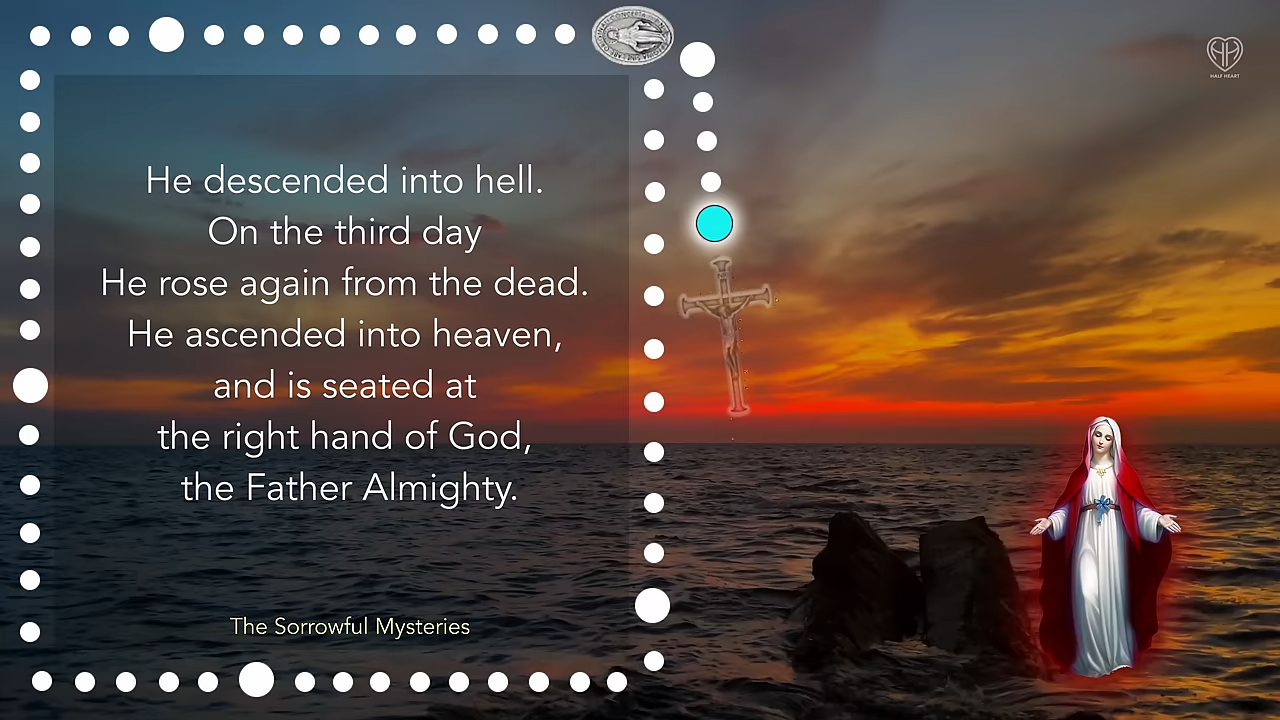 He descended into hell.
On the third day
He rose again from the dead.
He ascended into heaven,
and is seated at
the right hand of God,
the Father Almighty.
The Sorrowful Mysteries
HALF HEART